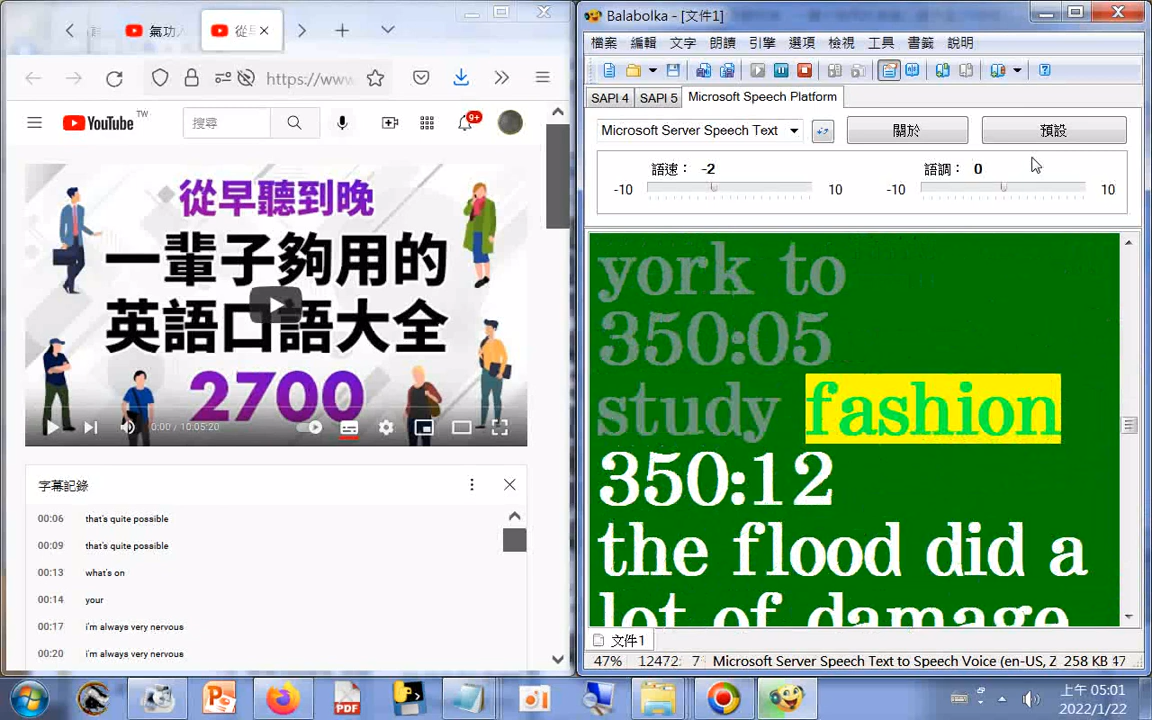 氣功
從
https://www
YouTube TW
搜尋
9+
從早聽到晚
一輩子夠用的
英語口語大全
2700
0:00 / 10:05:20
字幕記錄
00:06 that's quite possible
00:09 that's quite possible
00:13 what's on
00:14 your
00:17 i'm always very nervous
00:20 i'm always very nervous
Balabolka - [文件1]
檔案 編輯 文字 朗讀 引擎 選項 檢視 工具 書籤 說明
SAPI 4 SAPI 5 Microsoft Speech Platform
Microsoft Server Speech Text 關於 預設
語速： -2 語調： 0
-10 10 -10 10
york to
350:05
study fashion
350:12
the flood did a
lot of damage
文件1
47% 12472: 7 Microsoft Server Speech Text to Speech Voice (en-US, Z 258 KB 47
PDF
上午 05:01
2022/1/22